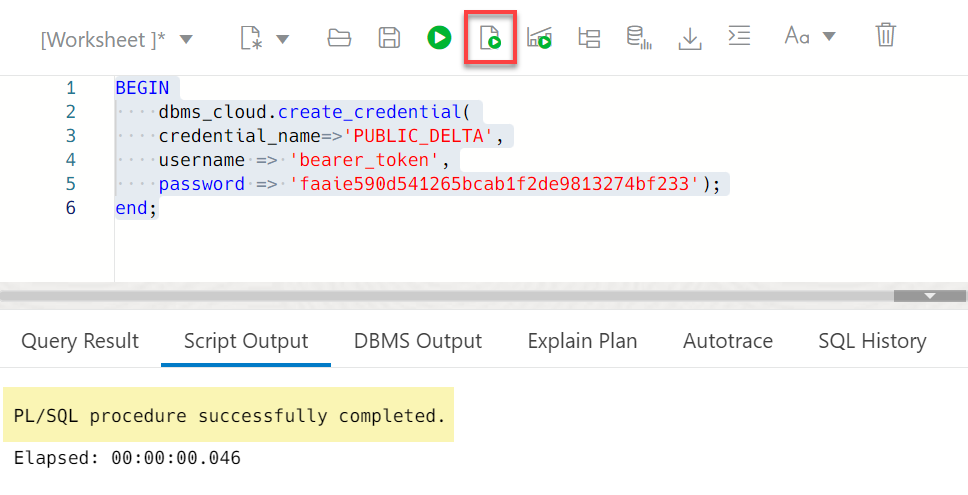 [Worksheet ]*
Aa
1 BEGIN
2 dbms_cloud.create_credential(
3 credential_name=>'PUBLIC_DELTA',
4 username => 'bearer_token',
5 password => 'faaie590d541265bcab1f2de9813274bf233');
6 end;
Query Result Script Output DBMS Output Explain Plan Autotrace SQL History
PL/SQL procedure successfully completed.
Elapsed: 00:00:00.046